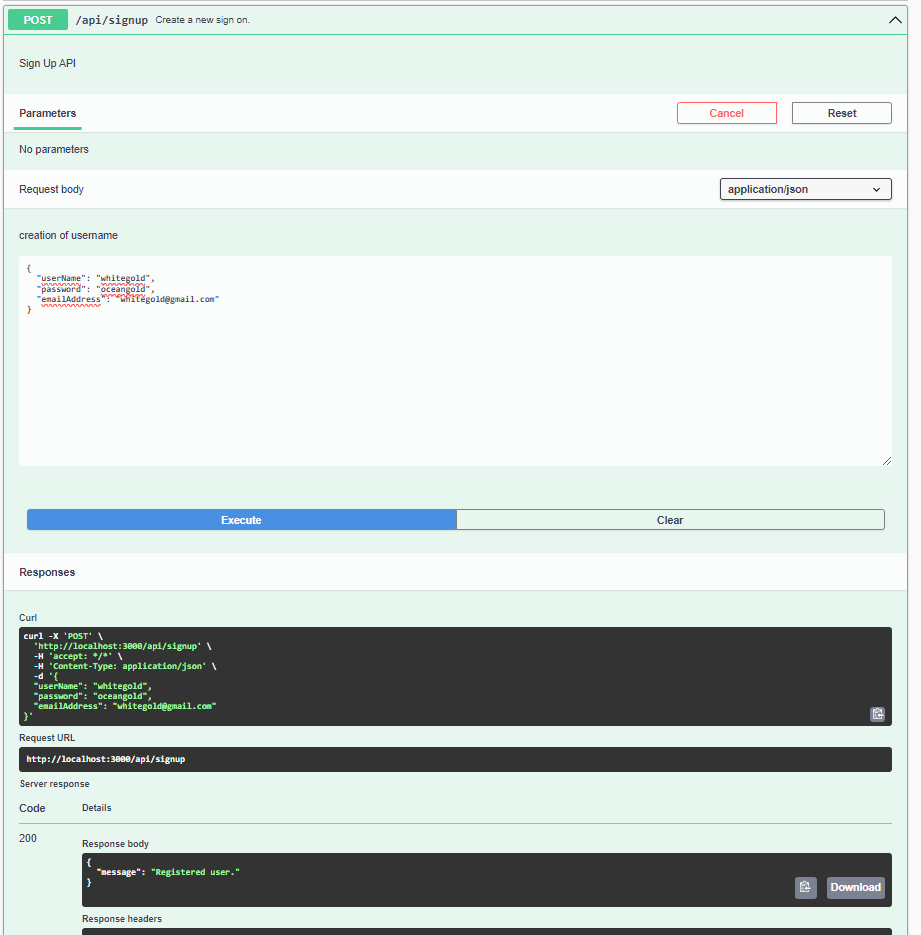 POST /api/signup Create a new sign on.
Sign Up API
Parameters Cancel Reset
No parameters
Request body application/json
creation of username
{
"userName": "whitegold",
"password": "oceangold",
"emailAddress": "whitegold@gmail.com"
}
Execute Clear
Responses
Curl
curl -X 'POST' \
'http://localhost:3000/api/signup' \
-H 'accept: */*' \
-H 'Content-Type: application/json' \
-d '{
"userName": "whitegold",
"password": "oceangold",
"emailAddress": "whitegold@gmail.com"
}'
Request URL
http://localhost:3000/api/signup
Server response
Code Details
200
Response body
{
"message": "Registered user."
}
Download
Response headers